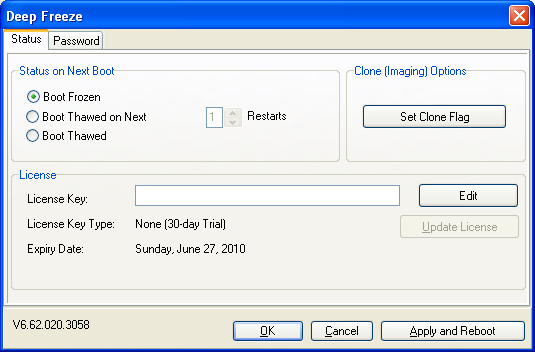 Deep Freeze
Status Password
Status on Next Boot
Boot Frozen
Boot Thawed on Next 1 Restarts
Boot Thawed
Clone (Imaging) Options
Set Clone Flag
License
License Key: Edit
License Key Type: None (30-day Trial) Update License
Expiry Date: Sunday, June 27, 2010
V6.62.020.3058 OK Cancel Apply and Reboot